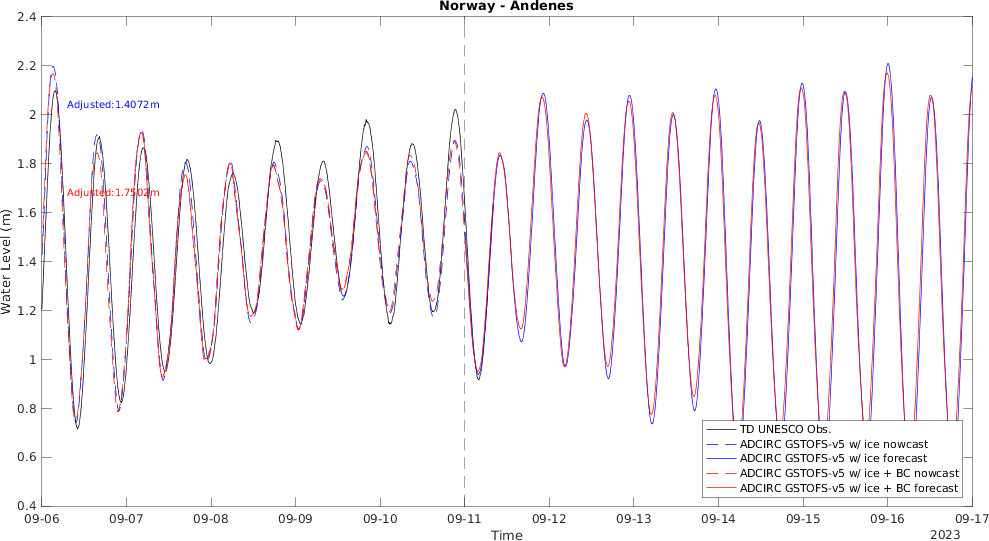 Norway - Andenes
2.4
2.2
2
1.8
1.6
1.4
1.2
1
0.8
0.6
0.4
Water Level (m)
Adjusted:1.4072m
Adjusted:1.7502m
TD UNESCO Obs.
ADCIRC GSTOFS-v5 w/ ice nowcast
ADCIRC GSTOFS-v5 w/ ice forecast
ADCIRC GSTOFS-v5 w/ ice + BC nowcast
ADCIRC GSTOFS-v5 w/ ice + BC forecast
09-06 09-07 09-08 09-09 09-10 09-11 09-12 09-13 09-14 09-15 09-16 09-17
Time
2023